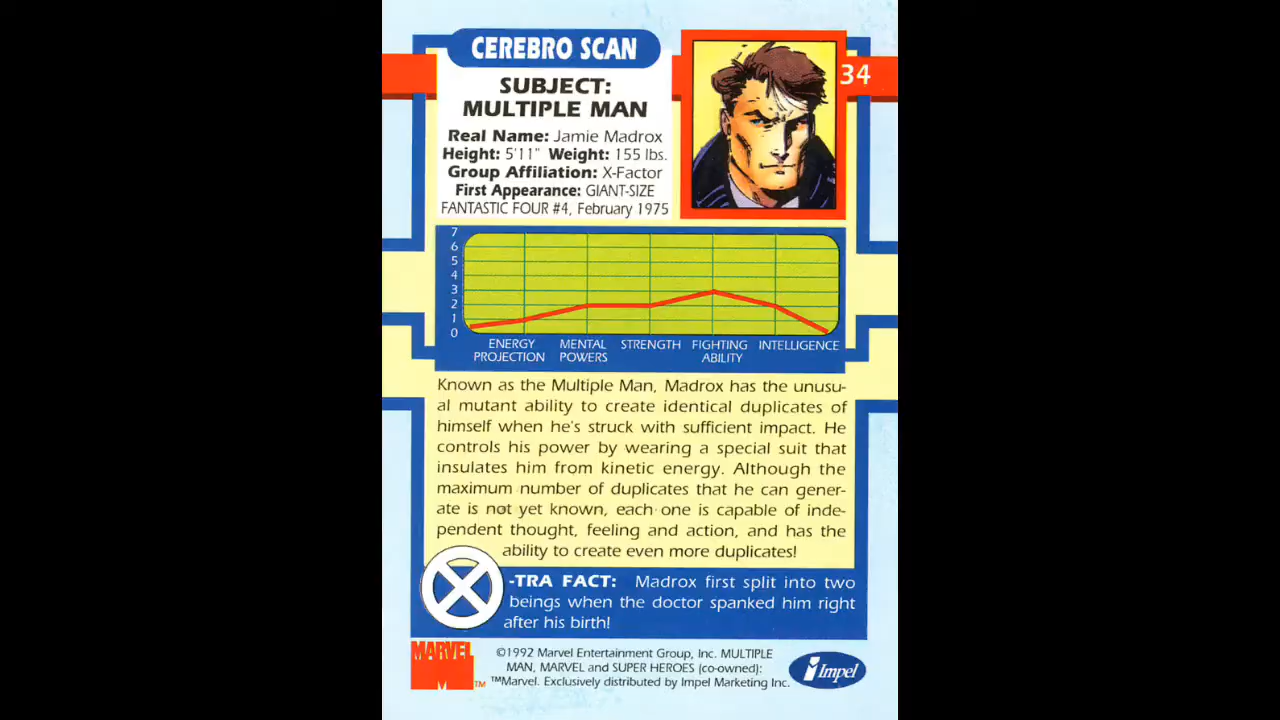 CEREBRO SCAN
34
SUBJECT:
MULTIPLE MAN
Real Name: Jamie Madrox
Height: 5'11" Weight: 155 lbs.
Group Affiliation: X-Factor
First Appearance: GIANT-SIZE
FANTASTIC FOUR #4, February 1975
7
6
5
4
3
2
1
0
ENERGY PROJECTION
MENTAL POWERS
STRENGTH
FIGHTING ABILITY
INTELLIGENCE
Known as the Multiple Man, Madrox has the unusu-
al mutant ability to create identical duplicates of
himself when he's struck with sufficient impact. He
controls his power by wearing a special suit that
insulates him from kinetic energy. Although the
maximum number of duplicates that he can gener-
ate is not yet known, each one is capable of inde-
pendent thought, feeling and action, and has the
ability to create even more duplicates!
X-TRA FACT: Madrox first split into two
beings when the doctor spanked him right
after his birth!
MARVEL
M™
©1992 Marvel Entertainment Group, Inc. MULTIPLE
MAN, MARVEL and SUPER HEROES (co-owned):
™Marvel. Exclusively distributed by Impel Marketing Inc.
Impel